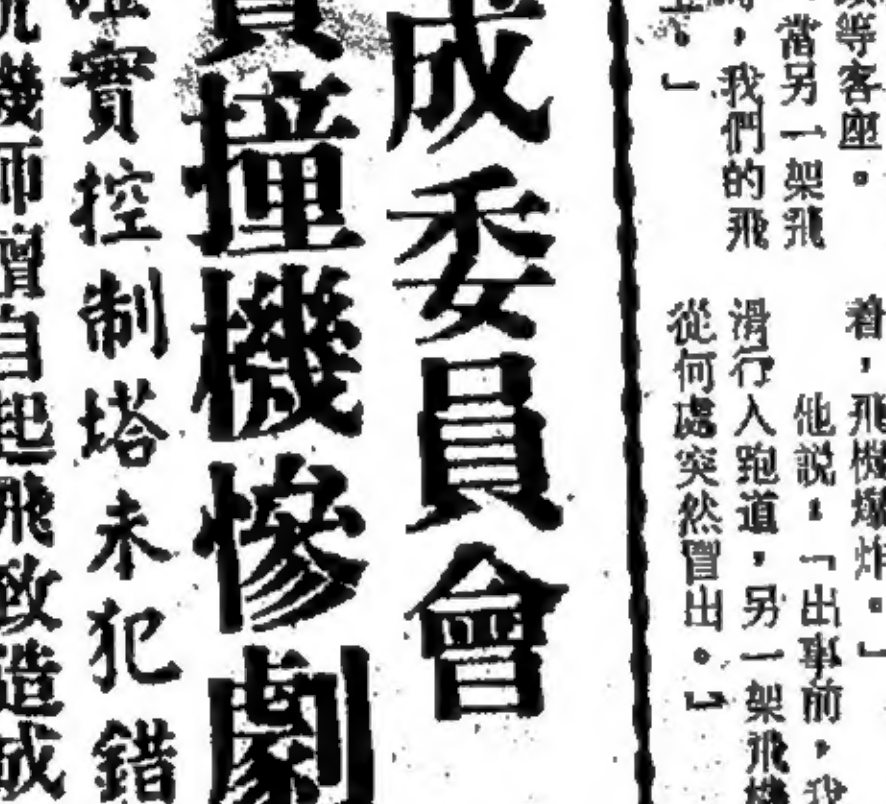 等客座。
當另一架飛
，我們的飛
。」
着，飛機爆炸。」
他說：「出事前，我
滑行入跑道，另一架飛機
從何處突然冒出。」
成委員會
責撞機慘劇
證實控制塔未犯錯
機師擅自起飛致造成